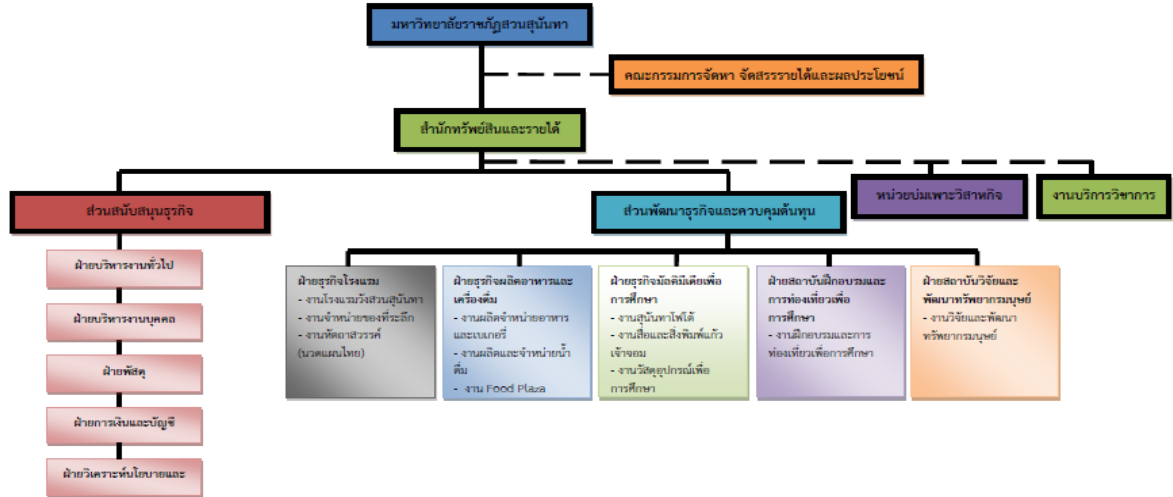 มหาวิทยาลัยราชภัฏสวนสุนันทา
คณะกรรมการจัดหา จัดสรรรายได้และผลประโยชน์
สำนักทรัพย์สินและรายได้
ส่วนสนับสนุนธุรกิจ
ส่วนพัฒนาธุรกิจและควบคุมต้นทุน
หน่วยบ่มเพาะวิสาหกิจ
งานบริการวิชาการ
ฝ่ายบริหารงานทั่วไป
ฝ่ายบริหารงานบุคคล
ฝ่ายพัสดุ
ฝ่ายการเงินและบัญชี
ฝ่ายวิเคราะห์นโยบายและ
ฝ่ายธุรกิจโรงแรม
- งานโรงแรมวังสวนสุนันทา
- งานจำหน่ายของที่ระลึก
- งานหัตถาสวรรค์
(นวดแผนไทย)
ฝ่ายธุรกิจผลิตอาหารและ
เครื่องดื่ม
- งานผลิตจำหน่ายอาหาร
และเบเกอรี่
- งานผลิตและจำหน่ายน้ำ
ดื่ม
- งาน Food Plaza
ฝ่ายธุรกิจมัลติมีเดียเพื่อ
การศึกษา
- งานสุนันทาโฟโต้
- งานสื่อและสิ่งพิมพ์แก้ว
เจ้าจอม
- งานวัสดุอุปกรณ์เพื่อ
การศึกษา
ฝ่ายสถาบันฝึกอบรมและ
การท่องเที่ยวเพื่อ
การศึกษา
- งานฝึกอบรมและการ
ท่องเที่ยวเพื่อการศึกษา
ฝ่ายสถาบันวิจัยและ
พัฒนาทรัพยากรมนุษย์
- งานวิจัยและพัฒนา
ทรัพยากรมนุษย์